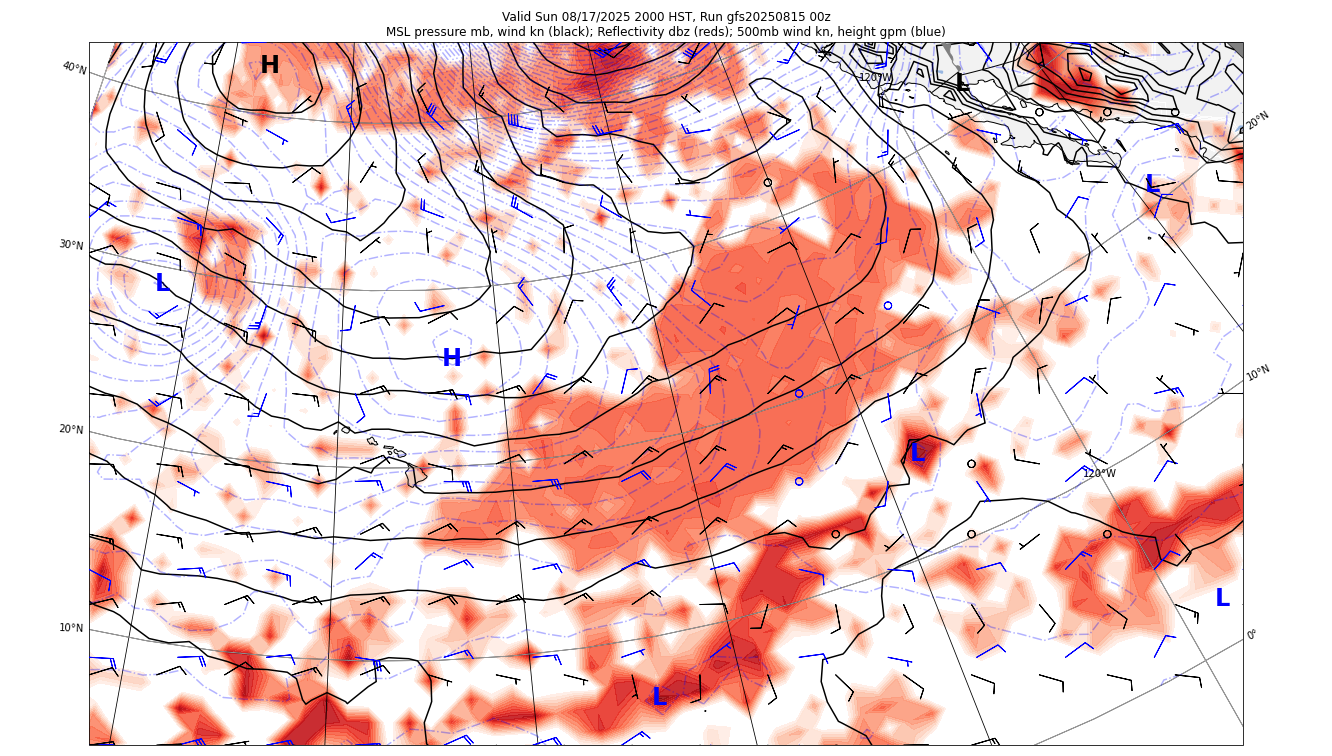 Valid Sun 08/17/2025 2000 HST, Run gfs20250815 00z
MSL pressure mb, wind kn (black); Reflectivity dbz (reds); 500mb wind kn, height gpm (blue)
40°N
H
120°W
L
20°N
L
30°N
L
H
10°N
20°N
L
120°W
L
10°N
0°
L